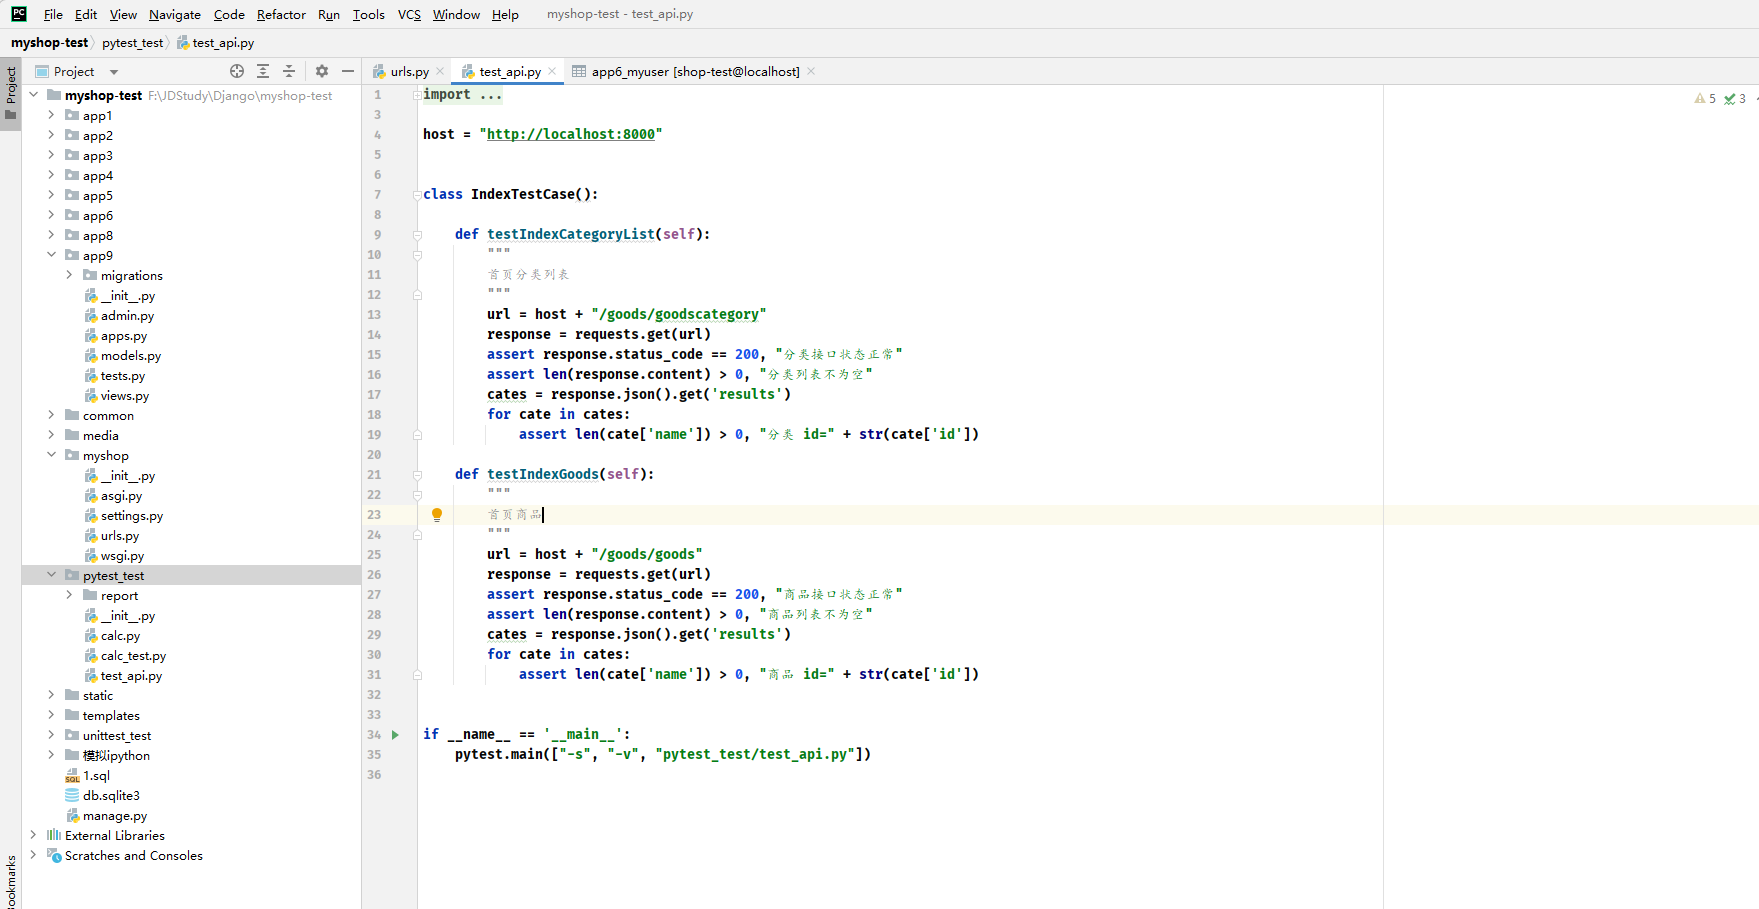 PC File Edit View Navigate Code Refactor Run Tools VCS Window Help myshop-test - test_api.py
myshop-test pytest_test test_api.py
Project
Project
urls.py test_api.py app6_myuser [shop-test@localhost]
myshop-test F:\JDStudy\Django\myshop-test
app1
app2
app3
app4
app5
app6
app8
app9
migrations
__init__.py
admin.py
apps.py
models.py
tests.py
views.py
common
media
myshop
__init__.py
asgi.py
settings.py
urls.py
wsgi.py
pytest_test
report
__init__.py
calc.py
calc_test.py
test_api.py
static
templates
unittest_test
模拟ipython
1.sql
db.sqlite3
manage.py
External Libraries
Scratches and Consoles
5 3
1 import ...
3
4 host = "http://localhost:8000"
5
6
7 class IndexTestCase():
8
9 def testIndexCategoryList(self):
10 """
11 首页分类列表
12 """
13 url = host + "/goods/goodscategory"
14 response = requests.get(url)
15 assert response.status_code == 200, "分类接口状态正常"
16 assert len(response.content) > 0, "分类列表不为空"
17 cates = response.json().get('results')
18 for cate in cates:
19 assert len(cate['name']) > 0, "分类 id=" + str(cate['id'])
20
21 def testIndexGoods(self):
22 """
23 首页商品
24 """
25 url = host + "/goods/goods"
26 response = requests.get(url)
27 assert response.status_code == 200, "商品接口状态正常"
28 assert len(response.content) > 0, "商品列表不为空"
29 cates = response.json().get('results')
30 for cate in cates:
31 assert len(cate['name']) > 0, "商品 id=" + str(cate['id'])
32
33
34 if __name__ == '__main__':
35 pytest.main(["-s", "-v", "pytest_test/test_api.py"])
36